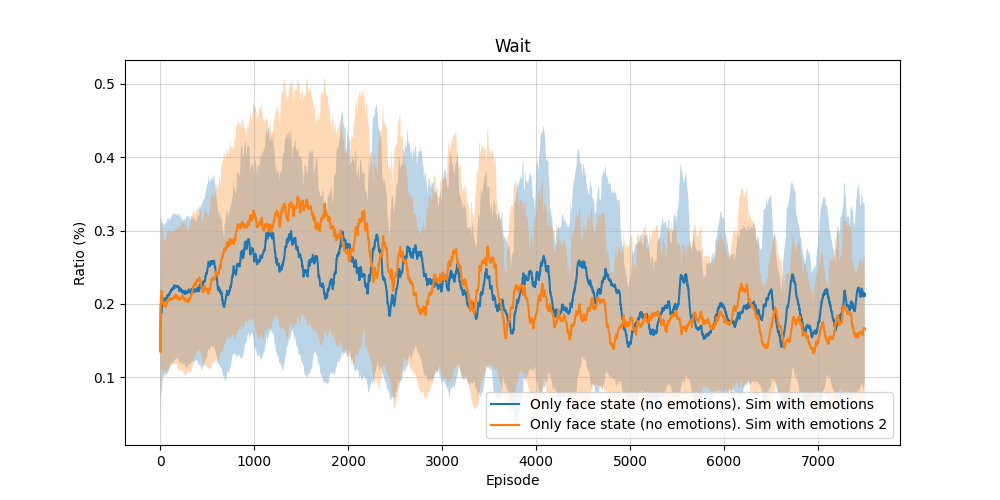 Wait
0.5
0.4
0.3
0.2
0.1
Ratio (%)
Only face state (no emotions). Sim with emotions
Only face state (no emotions). Sim with emotions 2
0 1000 2000 3000 4000 5000 6000 7000
Episode